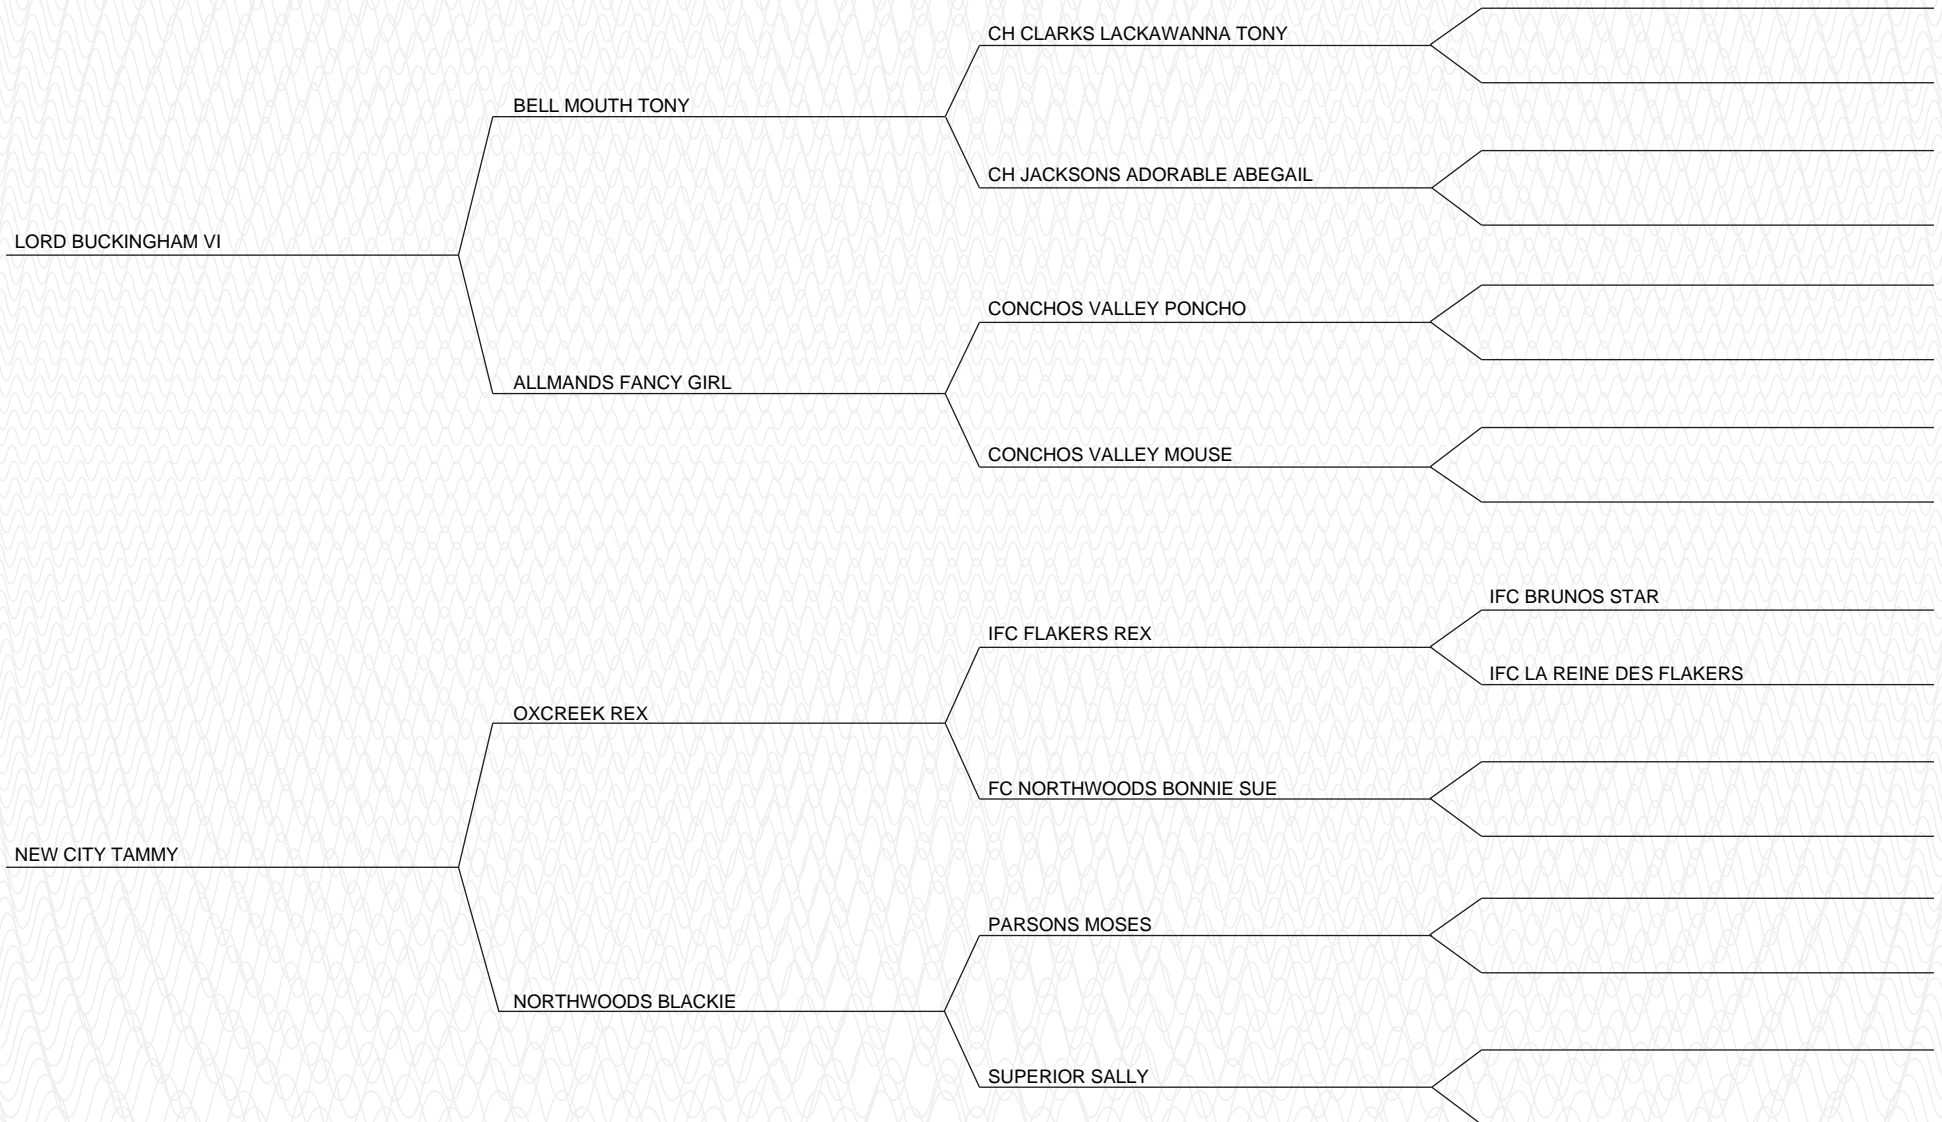 CH CLARKS LACKAWANNA TONY
BELL MOUTH TONY
CH JACKSONS ADORABLE ABEGAIL
LORD BUCKINGHAM VI
CONCHOS VALLEY PONCHO
ALLMANDS FANCY GIRL
CONCHOS VALLEY MOUSE
IFC BRUNOS STAR
IFC FLAKERS REX
IFC LA REINE DES FLAKERS
OXCREEK REX
FC NORTHWOODS BONNIE SUE
NEW CITY TAMMY
PARSONS MOSES
NORTHWOODS BLACKIE
SUPERIOR SALLY